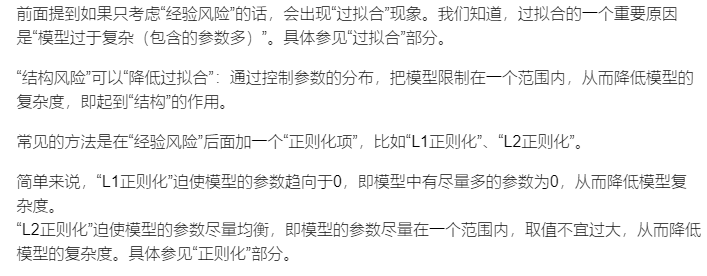 前面提到如果只考虑“经验风险”的话，会出现“过拟合”现象。我们知道，过拟合的一个重要原因
是“模型过于复杂（包含的参数多）”。具体参见“过拟合”部分。
“结构风险”可以“降低过拟合”：通过控制参数的分布，把模型限制在一个范围内，从而降低模型的
复杂度，即起到“结构”的作用。
常见的方法是在“经验风险”后面加一个“正则化项”，比如“L1正则化”、“L2正则化”。
简单来说，“L1正则化”迫使模型的参数趋向于0，即模型中有尽量多的参数为0，从而降低模型复
杂度。
“L2正则化”迫使模型的参数尽量均衡，即模型的参数尽量在一个范围内，取值不宜过大，从而降低
模型的复杂度。具体参见“正则化”部分。